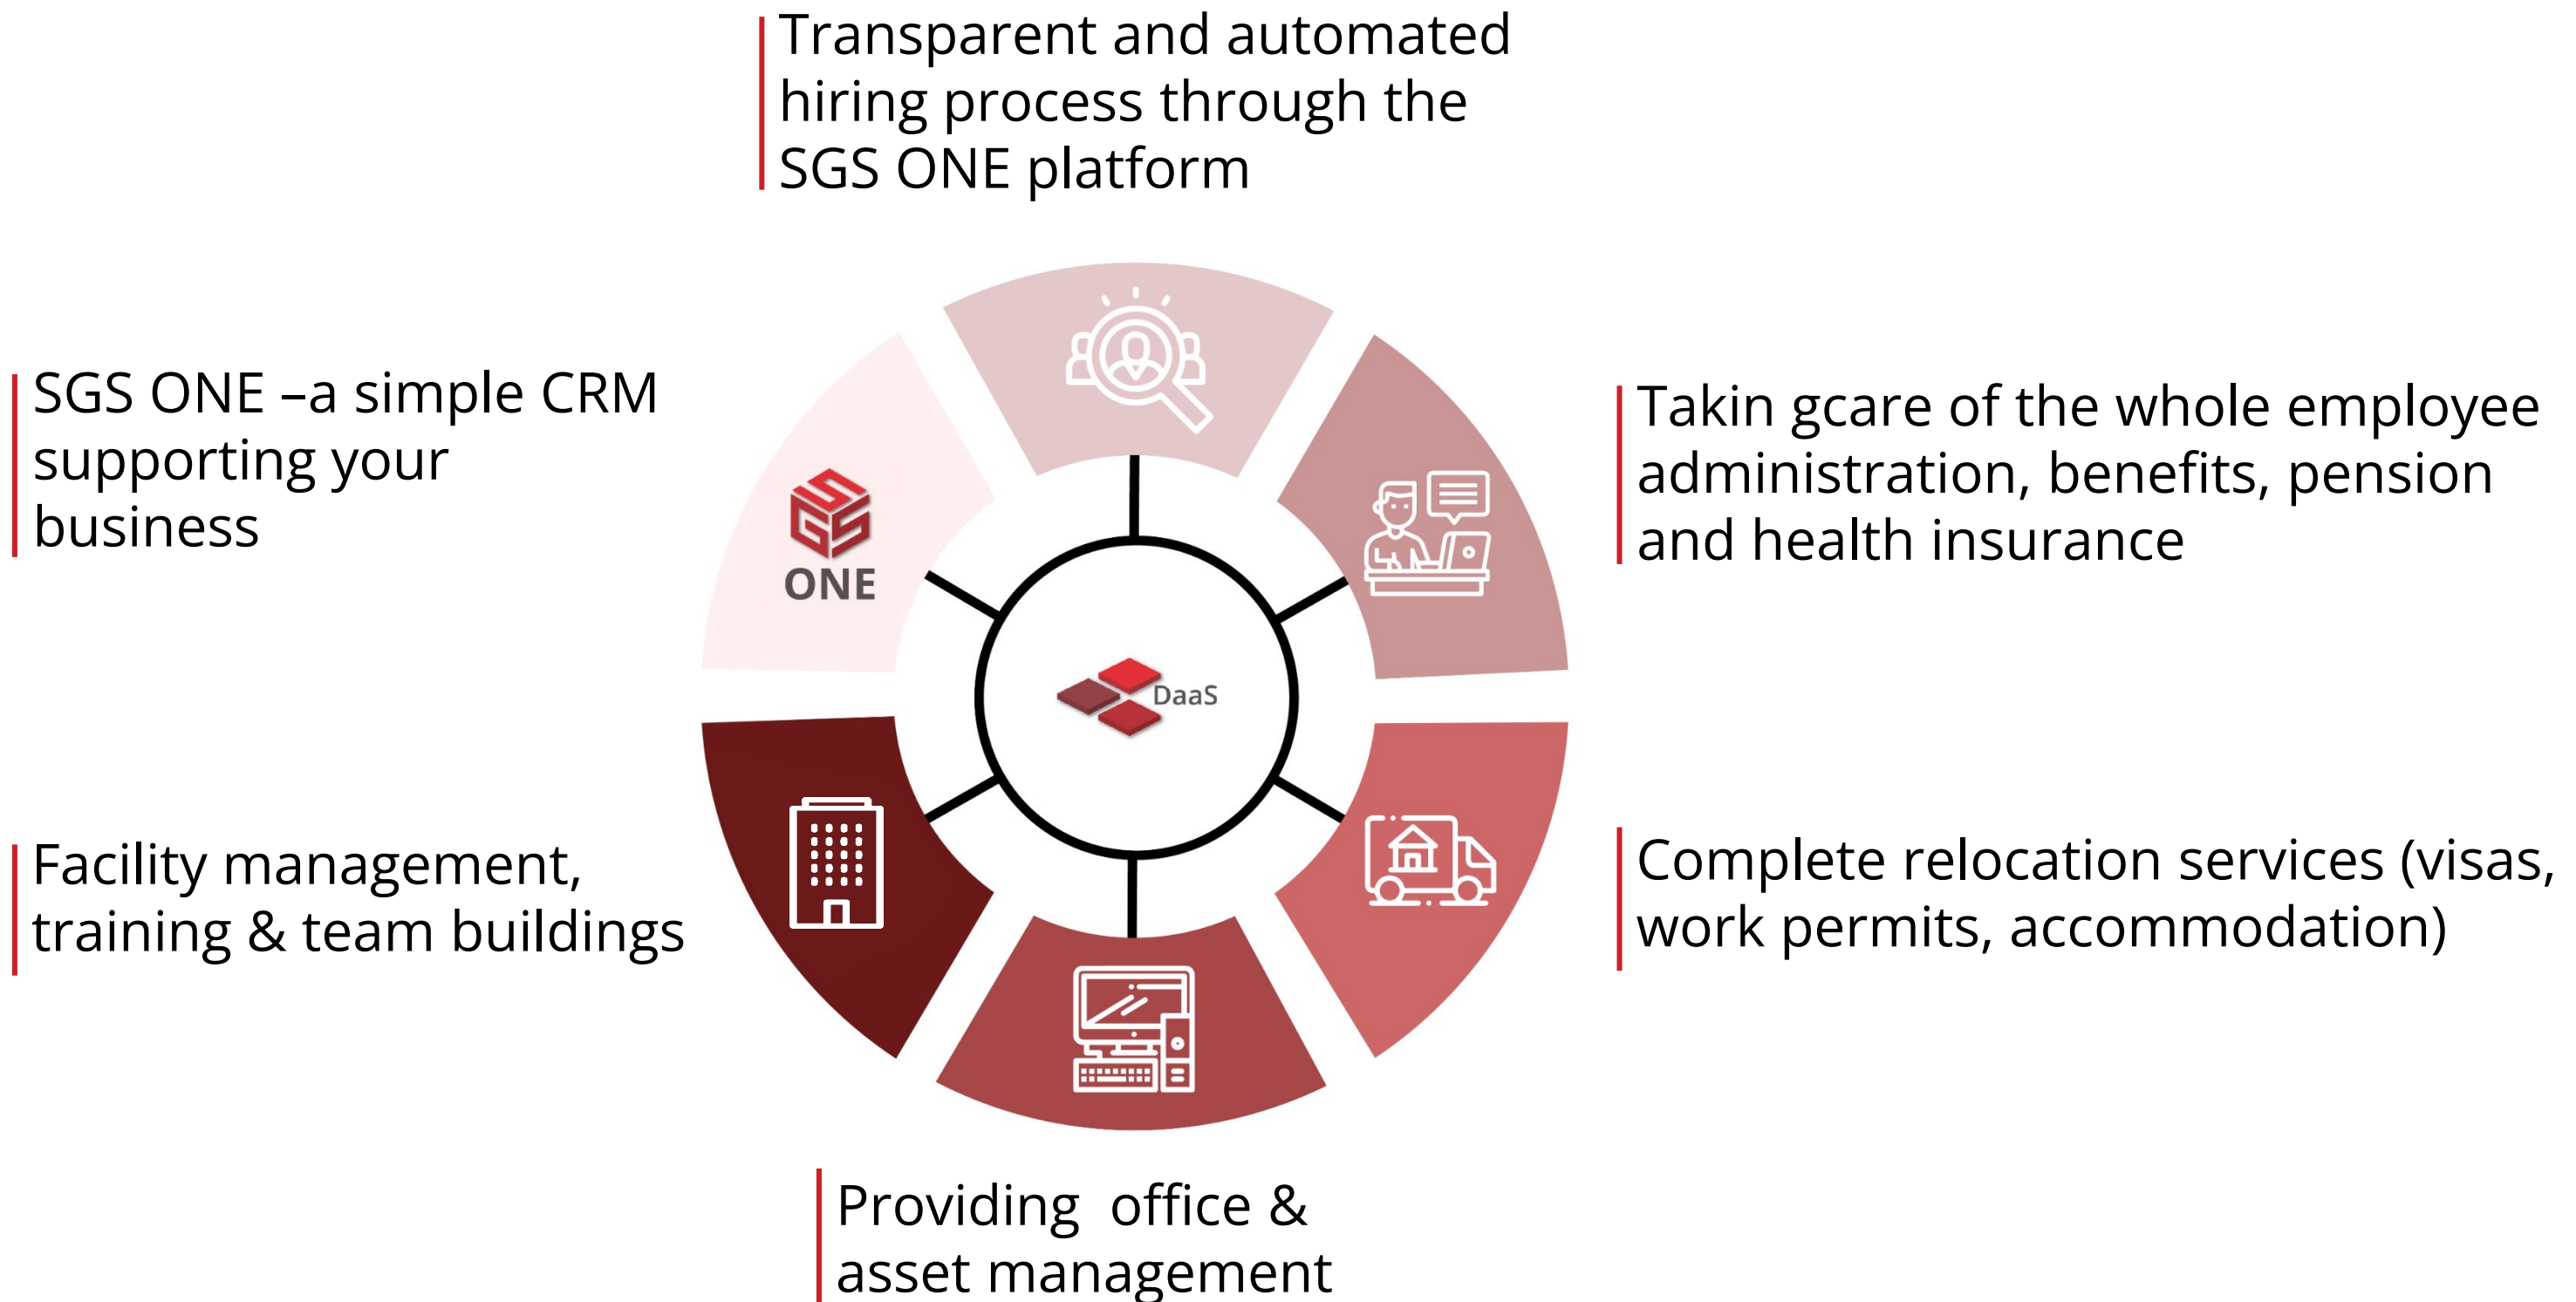 Transparent and automated
hiring process through the
SGS ONE platform
SGS ONE –a simple CRM
supporting your
business
Takin gcare of the whole employee
administration, benefits, pension
and health insurance
SGS
ONE
DaaS
Facility management,
training & team buildings
Complete relocation services (visas,
work permits, accommodation)
Providing  office &
asset management